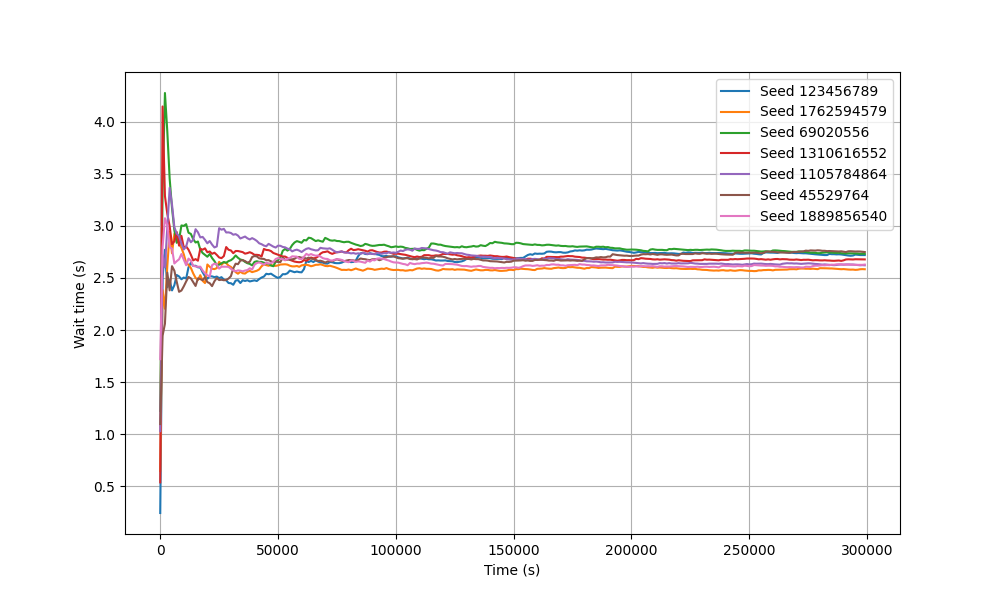 Wait time (s)
4.0
3.5
3.0
2.5
2.0
1.5
1.0
0.5
Seed 123456789
Seed 1762594579
Seed 69020556
Seed 1310616552
Seed 1105784864
Seed 45529764
Seed 1889856540
0
50000
100000
150000
200000
250000
300000
Time (s)